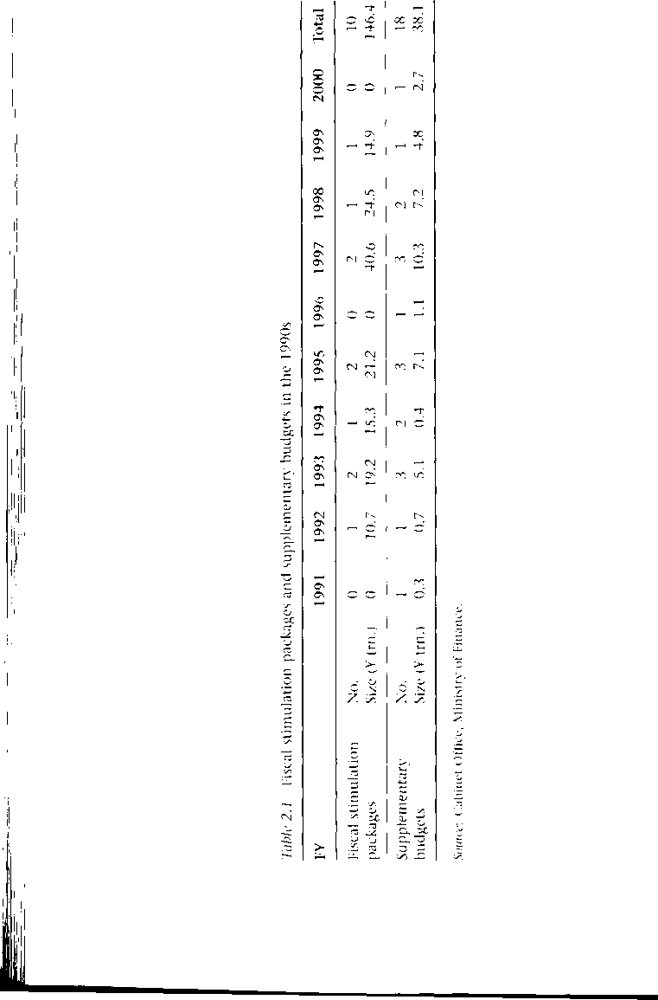 Table 2.1 Fiscal stimulation packages and supplementary budgets in the 1990s
FY 1991 1992 1993 1994 1995 1996 1997 1998 1999 2000 Total
Fiscal stimulation No. 0 1 2 1 2 0 2 1 1 0 10
packages Size (¥ trn.) 0 10.7 19.2 15.3 21.2 0 40.6 24.5 14.9 0 146.4
Supplementary No. 1 1 3 2 3 1 3 2 1 1 18
budgets Size (¥ trn.) 0.3 0.7 5.1 0.4 7.1 1.1 10.3 7.2 4.8 2.7 38.1
Source: Cabinet Office, Ministry of Finance.